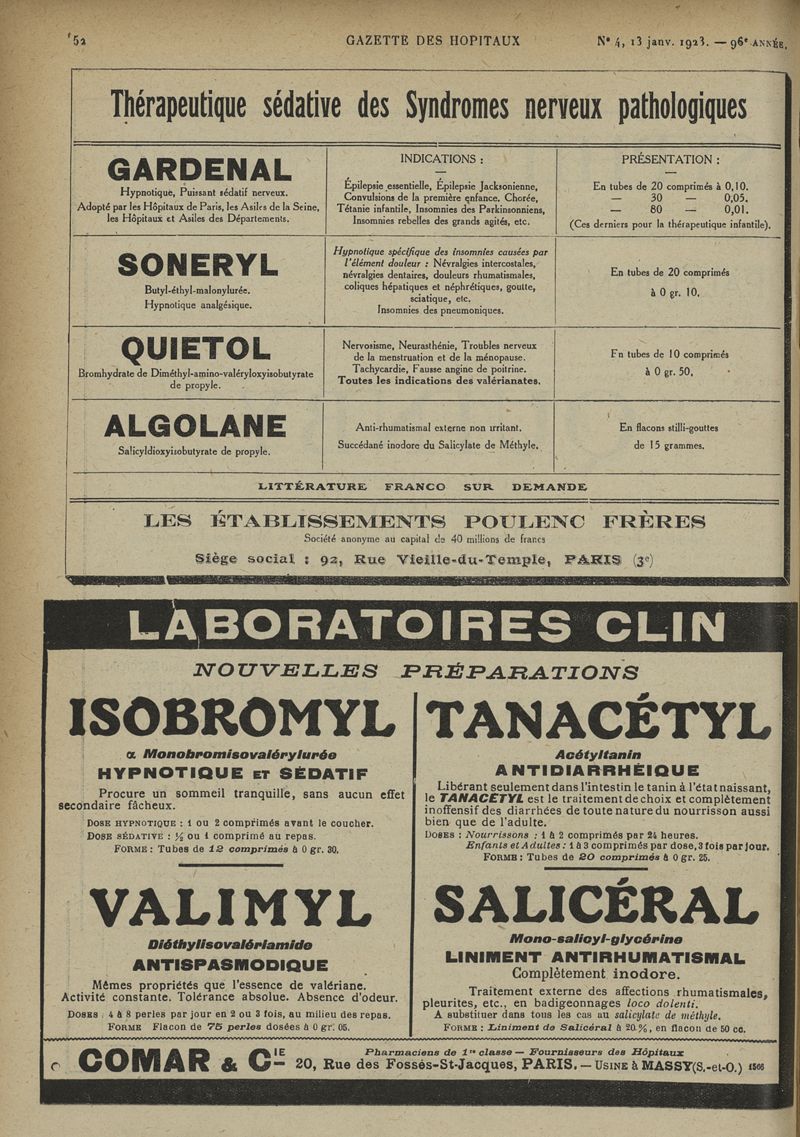 52 GAZETTE DES HOPITAUX N° 4, 13 janv. 1923. — 96e ANNÉE.
Thérapeutique sédative des Syndromes nerveux pathologiques
GARDENAL
Hypnotique, Puissant sédatif nerveux.
Adopté par les Hôpitaux de Paris, les Asiles de la Seine,
les Hôpitaux et Asiles des Départements.
INDICATIONS :
Épilepsie essentielle, Épilepsie Jacksonienne,
Convulsions de la première enfance. Chorée,
Tétanie infantile, Insomnies des Parkinsonniens,
Insomnies rebelles des grands agités, etc.
PRÉSENTATION :
En tubes de 20 comprimés à 0,10.
— 30 — 0,05.
— 80 — 0,01.
(Ces derniers pour la thérapeutique infantile).
SONERYL
Butyl-éthyl-malonylurée.
Hypnotique analgésique.
Hypnotique spécifique des insomnies causées par
l'élément douleur : Névralgies intercostales,
névralgies dentaires, douleurs rhumatismales,
coliques hépatiques et néphrétiques, goutte,
sciatique, etc.
Insomnies des pneumoniques.
En tubes de 20 comprimés
à 0 gr. 10.
QUIETOL
Bromhydrate de Diméthyl-amino-valéryloxyisobutyrate
de propyle.
Nervosisme, Neurasthénie, Troubles nerveux
de la menstruation et de la ménopause.
Tachycardie, Fausse angine de poitrine.
Toutes les indications des valérianates.
En tubes de 10 comprimés
à 0 gr. 50.
ALGOLANE
Salicyldioxyisobutyrate de propyle.
Anti-rhumatismal externe non irritant.
Succédané inodore du Salicylate de Méthyle.
En flacons stilli-gouttes
de 15 grammes.
LITTÉRATURE FRANCO SUR DEMANDE
LES ÉTABLISSEMENTS POULENC FRÈRES
Société anonyme au capital de 40 millions de francs
Siège social : 92, Rue Vieille-du-Temple, PARIS (3e)
LABORATOIRES CLIN
NOUVELLES PRÉPARATIONS
ISOBROMYL
α Monobromisovalérylurée
HYPNOTIQUE ET SÉDATIF
Procure un sommeil tranquille, sans aucun effet
secondaire fâcheux.
DOSE HYPNOTIQUE : 1 ou 2 comprimés avant le coucher.
DOSE SÉDATIVE : ½ ou 1 comprimé au repas.
FORME : Tubes de 12 comprimés à 0 gr. 30.
VALIMYL
Diéthylisovalériamide
ANTISPASMODIQUE
Mêmes propriétés que l'essence de valériane.
Activité constante. Tolérance absolue. Absence d'odeur.
DOSES : 4 à 8 perles par jour en 2 ou 3 fois, au milieu des repas.
FORME Flacon de 75 perles dosées à 0 gr. 05.
TANACÉTYL
Acétyltanin
ANTIDIARRHÉIQUE
Libérant seulement dans l'intestin le tanin à l'état naissant,
le TANACÉTYL est le traitement de choix et complètement
inoffensif des diarrhées de toute nature du nourrisson aussi
bien que de l'adulte.
DOSES : Nourrissons : 1 à 2 comprimés par 24 heures.
Enfants et Adultes : 1 à 3 comprimés par dose, 3 fois par jour.
FORME : Tubes de 20 comprimés à 0 gr. 25.
SALICÉRAL
Mono-salicyl-glycérine
LINIMENT ANTIRHUMATISMAL
Complètement inodore.
Traitement externe des affections rhumatismales,
pleurites, etc., en badigeonnages loco dolenti.
A substituer dans tous les cas au salicylate de méthyle.
FORME : Liniment de Salicéral à 20 %, en flacon de 50 cc.
COMAR & CIE
Pharmaciens de 1re classe — Fournisseurs des Hôpitaux
20, Rue des Fossés-St-Jacques, PARIS. — USINE à MASSY (S.-et-O.) 1566